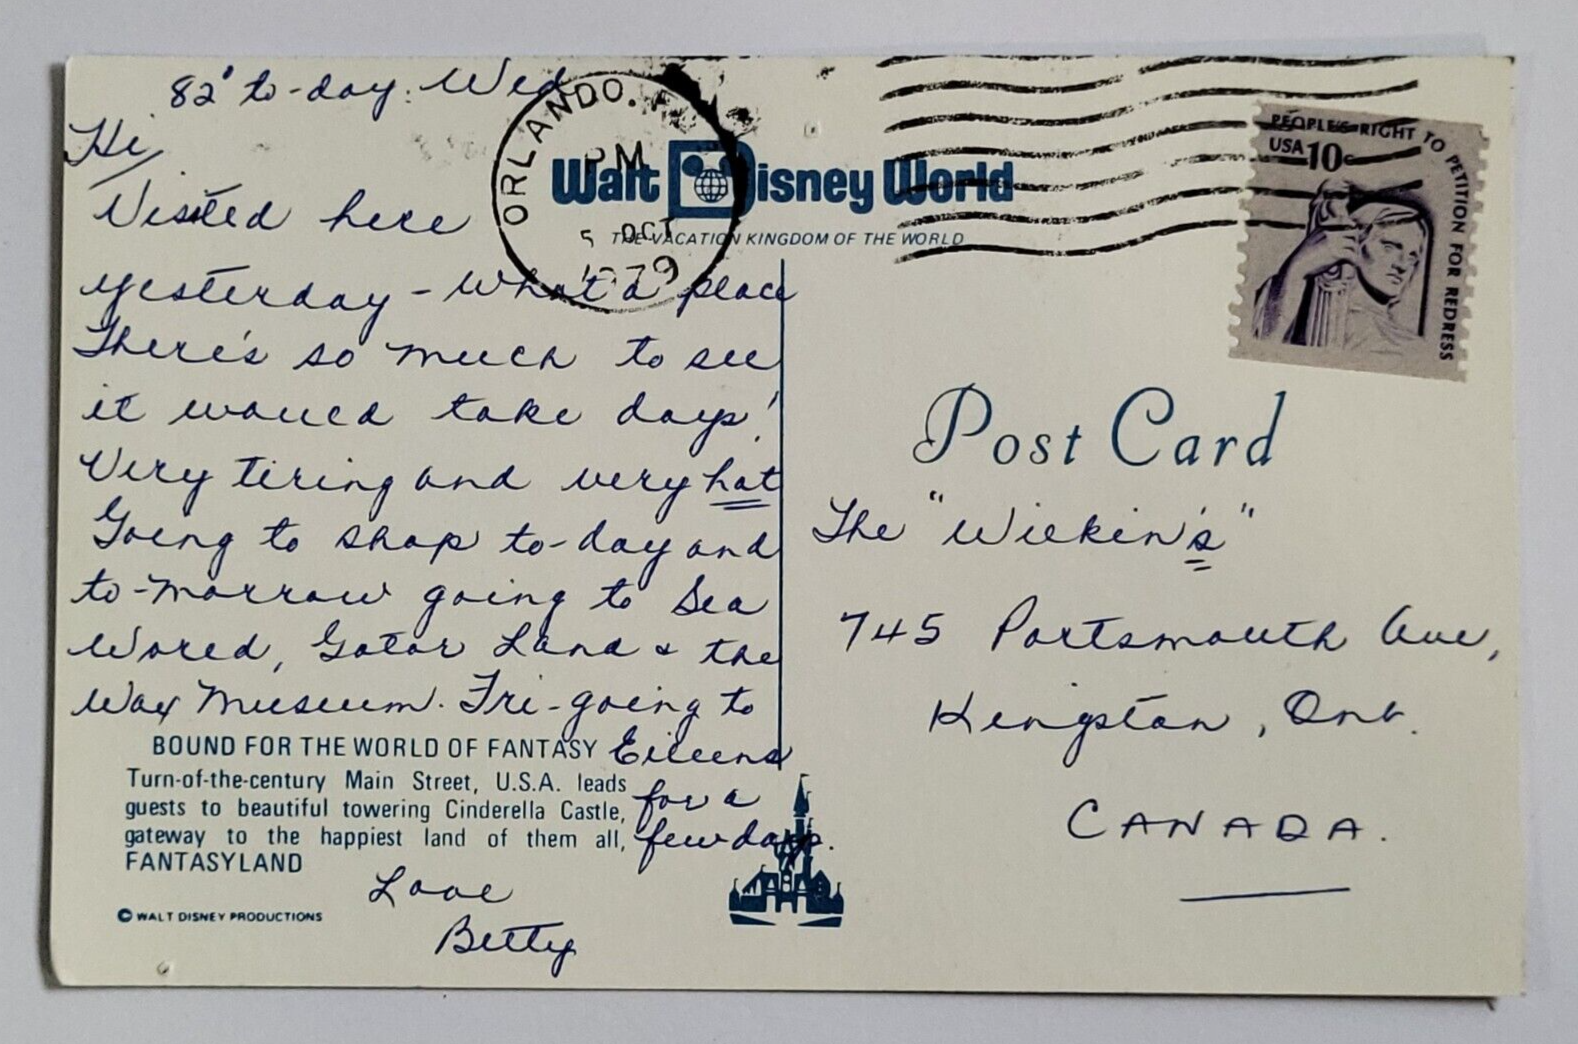 82° to-day. Wed
Hi,
Visited here
yesterday - what a place
There's so much to see
it would take days!
Very tiring and very hot
Going to shop to-day and
to-morrow going to Sea
World, Gator Land & the
Wax Museum. Fri-going to
Eileens
for a
few days.
Love
Betty
BOUND FOR THE WORLD OF FANTASY
Turn-of-the-century Main Street, U.S.A. leads
guests to beautiful towering Cinderella Castle,
gateway to the happiest land of them all,
FANTASYLAND
© WALT DISNEY PRODUCTIONS
ORLANDO,
PM
5 OCT
1979
Walt Disney World
THE VACATION KINGDOM OF THE WORLD
PEOPLE'S RIGHT TO PETITION FOR REDRESS
USA 10c
Post Card
The "Wilkin's"
745 Portsmouth Ave,
Kingston, Ont.
CANADA.